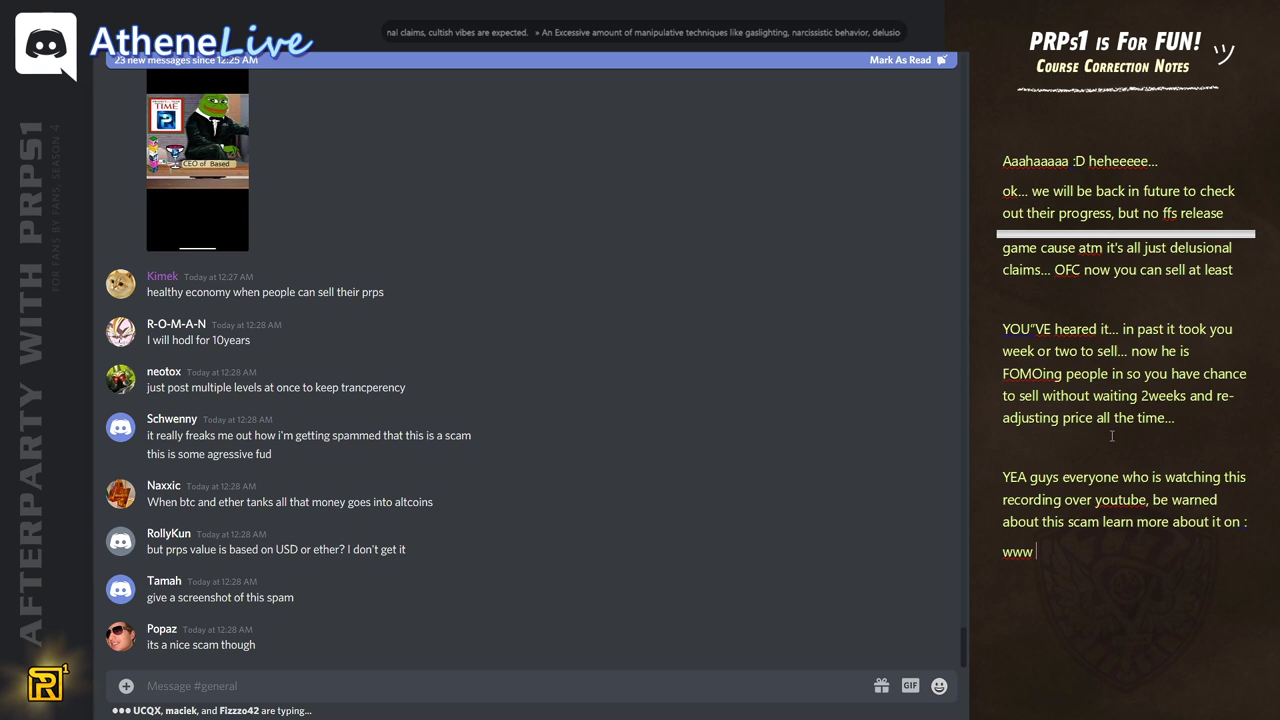 AtheneLive
nal claims, cultish vibes are expected. » An Excessive amount of manipulative techniques like gaslighting, narcissistic behavior, delusio
23 new messages since 12:25 AM
Mark As Read
TIME
CEO of Based
Kimek Today at 12:27 AM
healthy economy when people can sell their prps
R-O-M-A-N Today at 12:28 AM
I will hodl for 10years
neotox Today at 12:28 AM
just post multiple levels at once to keep trancperency
Schwenny Today at 12:28 AM
it really freaks me out how i'm getting spammed that this is a scam
this is some agressive fud
Naxxic Today at 12:28 AM
When btc and ether tanks all that money goes into altcoins
RollyKun Today at 12:28 AM
but prps value is based on USD or ether? I don't get it
Tamah Today at 12:28 AM
give a screenshot of this spam
Popaz Today at 12:28 AM
its a nice scam though
Message #general
GIF
UCQX, maciek, and Fizzzo42 are typing...
AFTERPARTY WITH PRPS1
FOR FANS BY FANS, SEASON 4
R1
PRPs1 is For FUN! ツ
Course Correction Notes
Aaahaaaaa :D heheeeee...
ok... we will be back in future to check
out their progress, but no ffs release
game cause atm it's all just delusional
claims... OFC now you can sell at least
YOU"VE heared it... in past it took you
week or two to sell... now he is
FOMOing people in so you have chance
to sell without waiting 2weeks and re-
adjusting price all the time...
YEA guys everyone who is watching this
recording over youtube, be warned
about this scam learn more about it on :
www